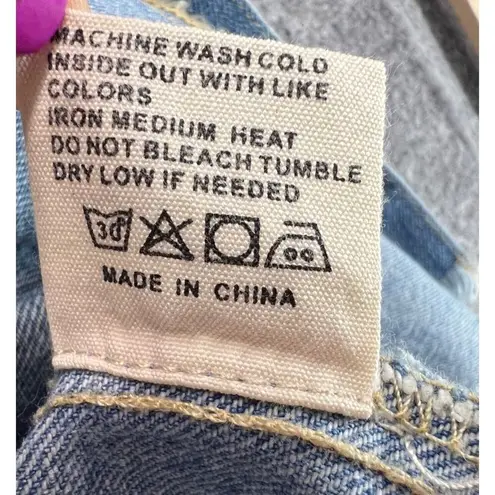 MACHINE WASH COLD
INSIDE OUT WITH LIKE
COLORS
IRON MEDIUM HEAT
DO NOT BLEACH TUMBLE
DRY LOW IF NEEDED
30
MADE IN CHINA